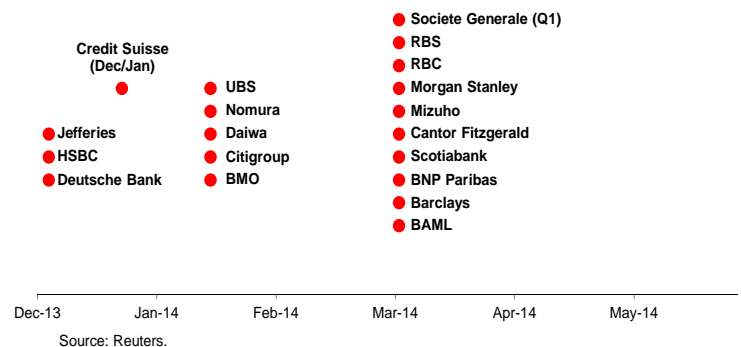 Societe Generale (Q1)
RBS
Credit Suisse
(Dec/Jan)
RBC
UBS
Morgan Stanley
Nomura
Mizuho
Jefferies
Daiwa
Cantor Fitzgerald
HSBC
Citigroup
Scotiabank
Deutsche Bank
BMO
BNP Paribas
Barclays
BAML
Dec-13
Jan-14
Feb-14
Mar-14
Apr-14
May-14
Source: Reuters.